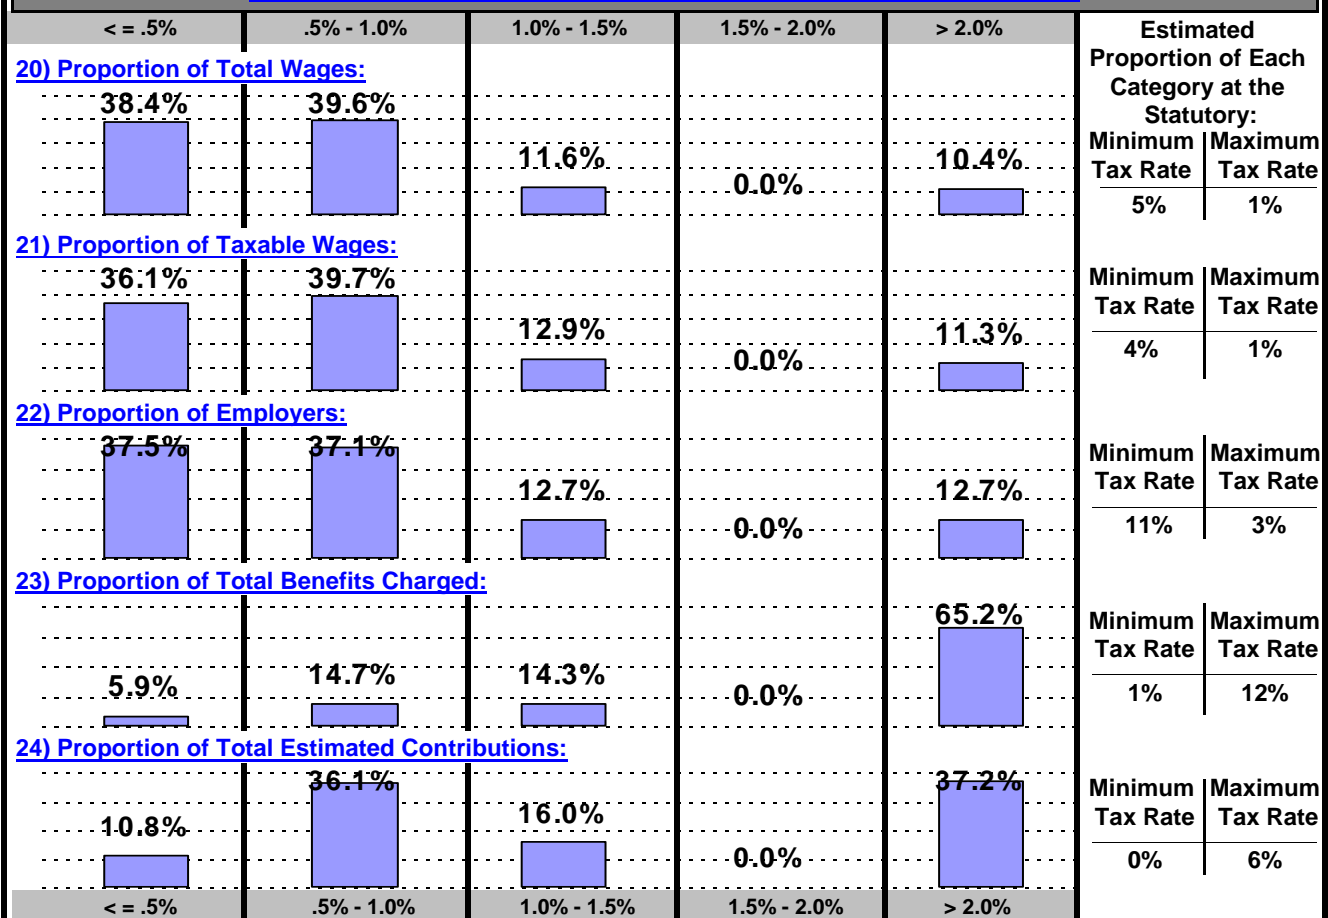 < = .5% .5% - 1.0% 1.0% - 1.5% 1.5% - 2.0% > 2.0%
Estimated
Proportion of Each
Category at the
Statutory:
20) Proportion of Total Wages:
38.4% 39.6% 11.6% 0.0% 10.4%
Minimum Maximum
Tax Rate Tax Rate
5% 1%
21) Proportion of Taxable Wages:
36.1% 39.7% 12.9% 0.0% 11.3%
Minimum Maximum
Tax Rate Tax Rate
4% 1%
22) Proportion of Employers:
37.5% 37.1% 12.7% 0.0% 12.7%
Minimum Maximum
Tax Rate Tax Rate
11% 3%
23) Proportion of Total Benefits Charged:
5.9% 14.7% 14.3% 0.0% 65.2%
Minimum Maximum
Tax Rate Tax Rate
1% 12%
24) Proportion of Total Estimated Contributions:
10.8% 36.1% 16.0% 0.0% 37.2%
Minimum Maximum
Tax Rate Tax Rate
0% 6%
< = .5% .5% - 1.0% 1.0% - 1.5% 1.5% - 2.0% > 2.0%